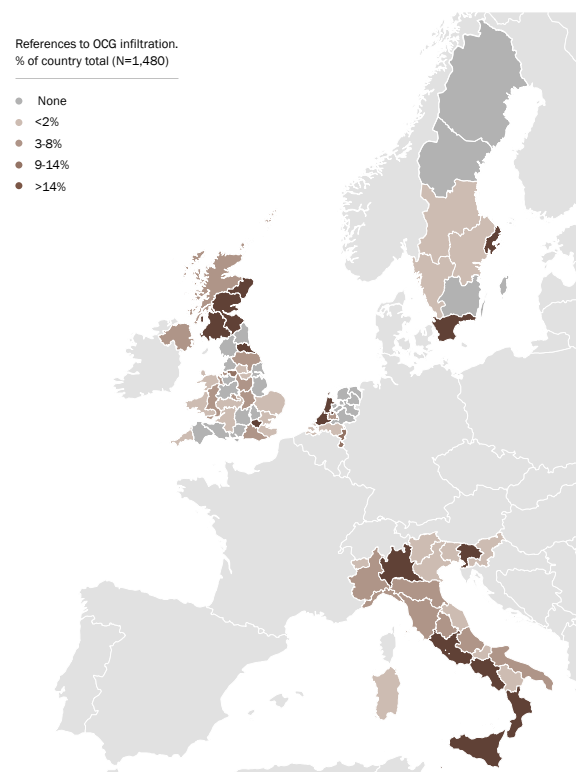 References to OCG infiltration.
% of country total (N=1,480)
None
<2%
3-8%
9-14%
>14%